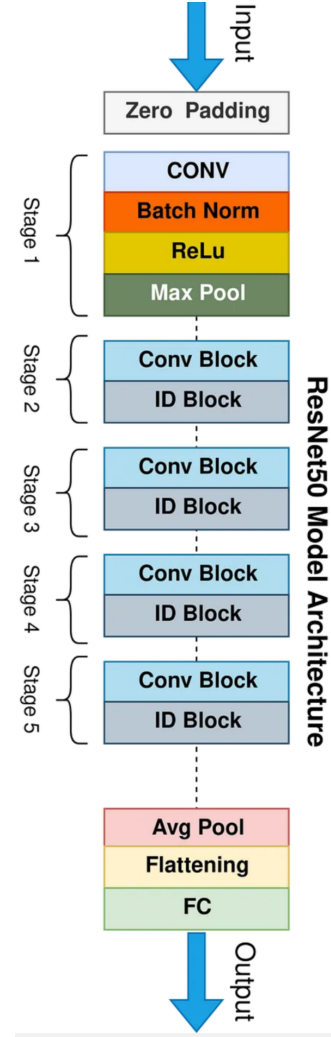 Input
Zero Padding
Stage 1
CONV
Batch Norm
ReLu
Max Pool
Stage 2
Conv Block
ID Block
Stage 3
Conv Block
ID Block
Stage 4
Conv Block
ID Block
Stage 5
Conv Block
ID Block
ResNet50 Model Architecture
Avg Pool
Flattening
FC
Output